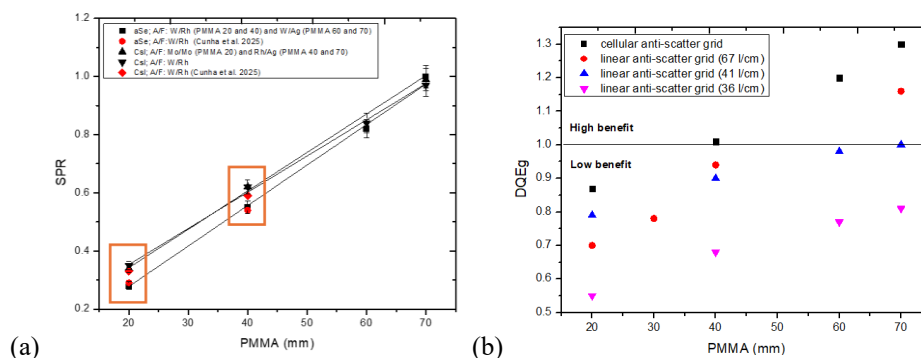 aSe; A/F: W/Rh (PMMA 20 and 40) and W/Ag (PMMA 60 and 70)
aSe; A/F: W/Rh (Cunha et al. 2025)
CsI; A/F: Mo/Mo (PMMA 20) and Rh/Ag (PMMA 40 and 70)
CsI; A/F: W/Rh
CsI; A/F: W/Rh (Cunha et al. 2025)
1.2
1.0
0.8
0.6
0.4
0.2
SPR
20
30
40
50
60
70
PMMA (mm)
(a)
cellular anti-scatter grid
linear anti-scatter grid (67 l/cm)
linear anti-scatter grid (41 l/cm)
linear anti-scatter grid (36 l/cm)
High benefit
Low benefit
1.3
1.2
1.1
1.0
0.9
0.8
0.7
0.6
0.5
DQEg
20
30
40
50
60
70
PMMA (mm)
(b)